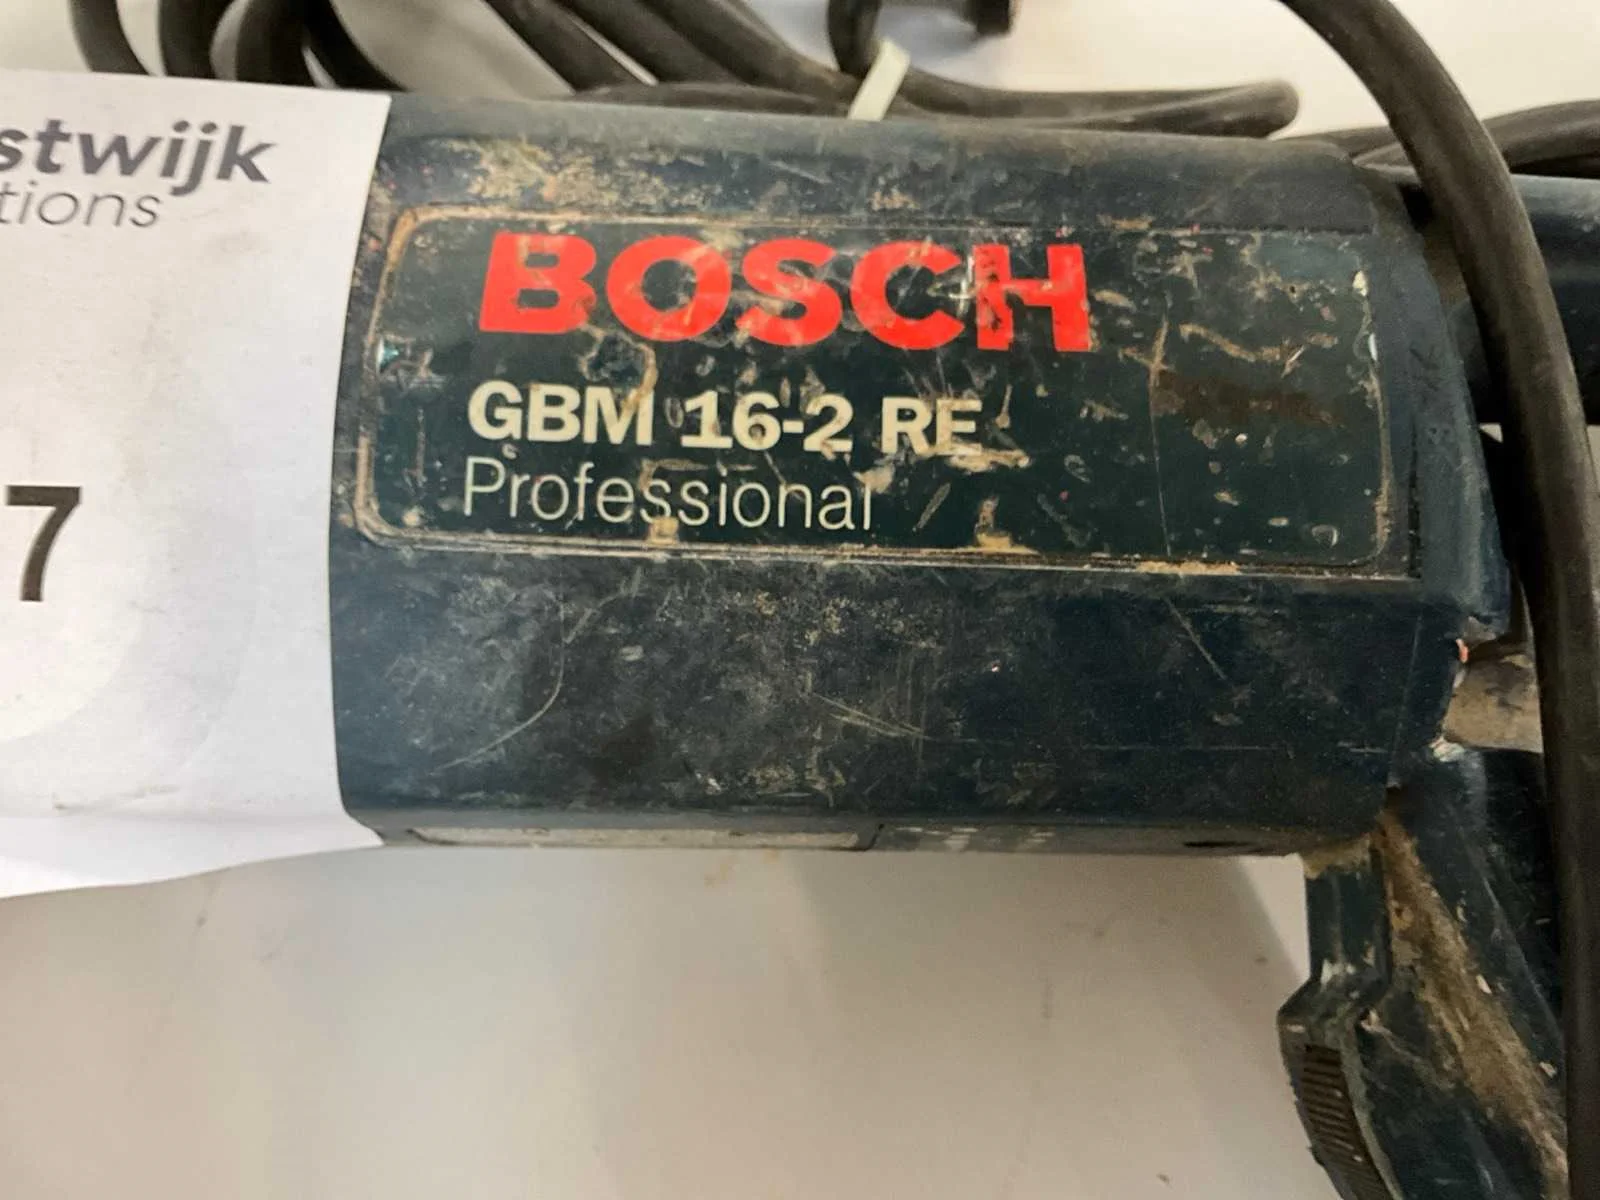 stwijk
tions
7
BOSCH
GBM 16-2 RE
Professional